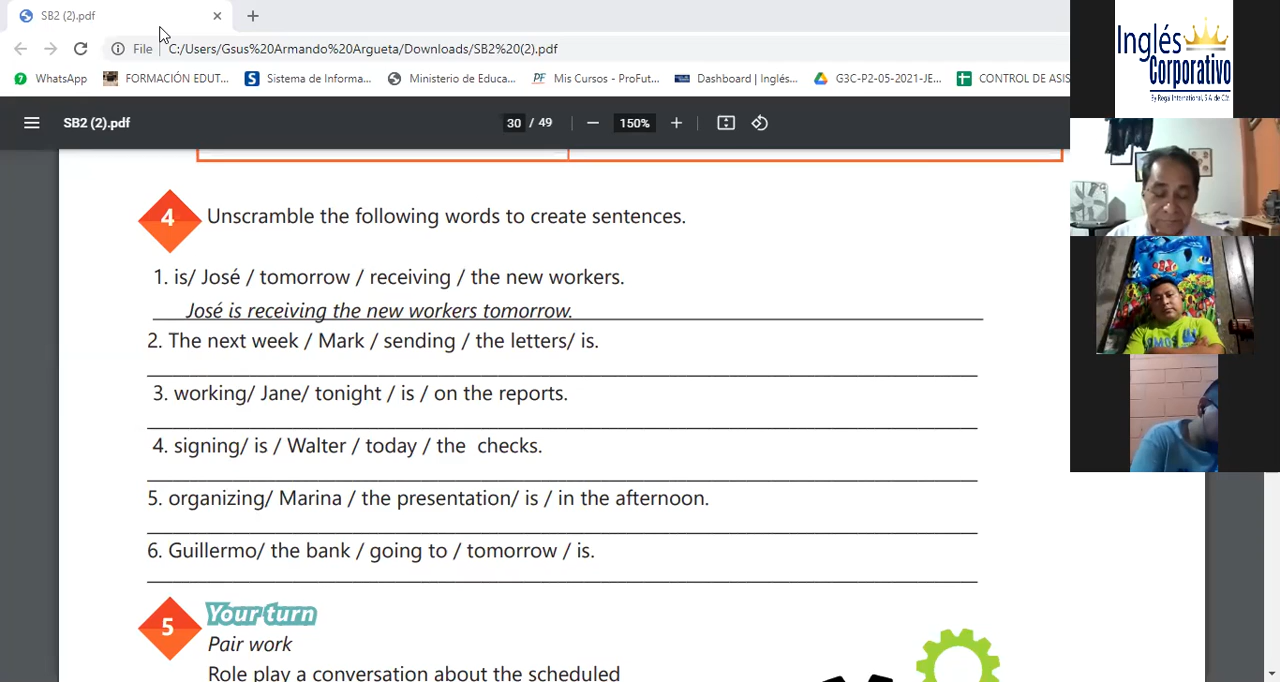 SB2 (2).pdf
File C:/Users/Gsus%20Armando%20Argueta/Downloads/SB2%20(2).pdf
WhatsApp FORMACIÓN EDUT... Sistema de Informa... Ministerio de Educa... PF Mis Cursos - ProFut... Dashboard | Inglés... G3C-P2-05-2021-JE... CONTROL DE ASIS
SB2 (2).pdf 30 / 49 150%
Inglés
Corporativo
By Rega International, S.A. de C.V.
4 Unscramble the following words to create sentences.
1. is/ José / tomorrow / receiving / the new workers.
José is receiving the new workers tomorrow.
2. The next week / Mark / sending / the letters/ is.
3. working/ Jane/ tonight / is / on the reports.
4. signing/ is / Walter / today / the checks.
5. organizing/ Marina / the presentation/ is / in the afternoon.
6. Guillermo/ the bank / going to / tomorrow / is.
5 Your turn
Pair work
Role play a conversation about the scheduled